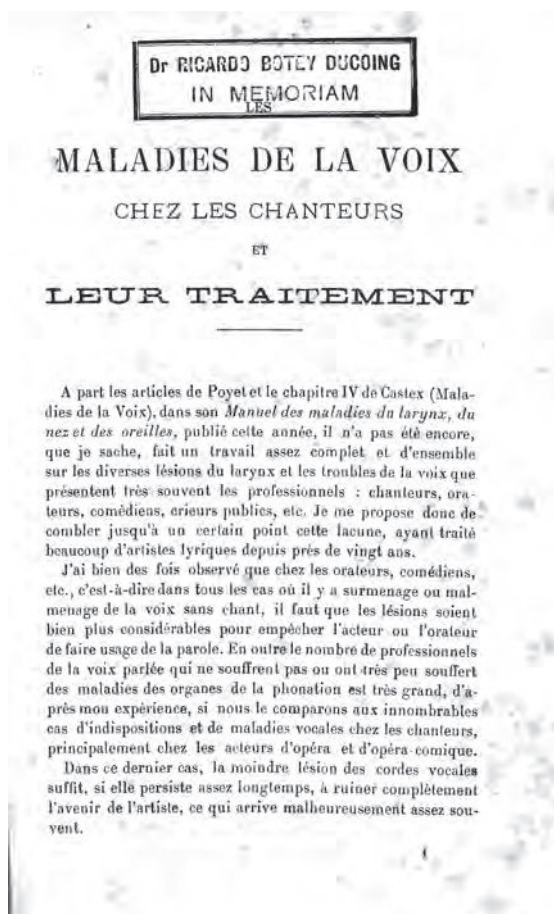 Dr RICARDO BOTEY DUCOING
IN MEMORIAM
LES
MALADIES DE LA VOIX
CHEZ LES CHANTEURS
ET
LEUR TRAITEMENT
A part les articles de Poyet et le chapitre IV de Castex (Mala-
dies de la Voix), dans son Manuel des maladies du larynx, du
nez et des oreilles, publié cette année, il n'a pas été encore,
que je sache, fait un travail assez complet et d'ensemble
sur les diverses lésions du larynx et les troubles de la voix que
présentent très souvent les professionnels : chanteurs, ora-
teurs, comédiens, crieurs publics, etc. Je me propose donc de
combler jusqu'à un certain point cette lacune, ayant traité
beaucoup d'artistes lyriques depuis près de vingt ans.
J'ai bien des fois observé que chez les orateurs, comédiens,
etc., c'est-à-dire dans tous les cas où il y a surmenage ou mal-
menage de la voix sans chant, il faut que les lésions soient
bien plus considérables pour empêcher l'acteur ou l'orateur
de faire usage de la parole. En outre le nombre de professionnels
de la voix parlée qui ne souffrent pas ou ont très peu souffert
des maladies des organes de la phonation est très grand, d'a-
près mon expérience, si nous le comparons aux innombrables
cas d'indispositions et de maladies vocales chez les chanteurs,
principalement chez les acteurs d'opéra et d'opéra-comique.
Dans ce dernier cas, la moindre lésion des cordes vocales
suffit, si elle persiste assez longtemps, à ruiner complètement
l'avenir de l'artiste, ce qui arrive malheureusement assez sou-
vent.